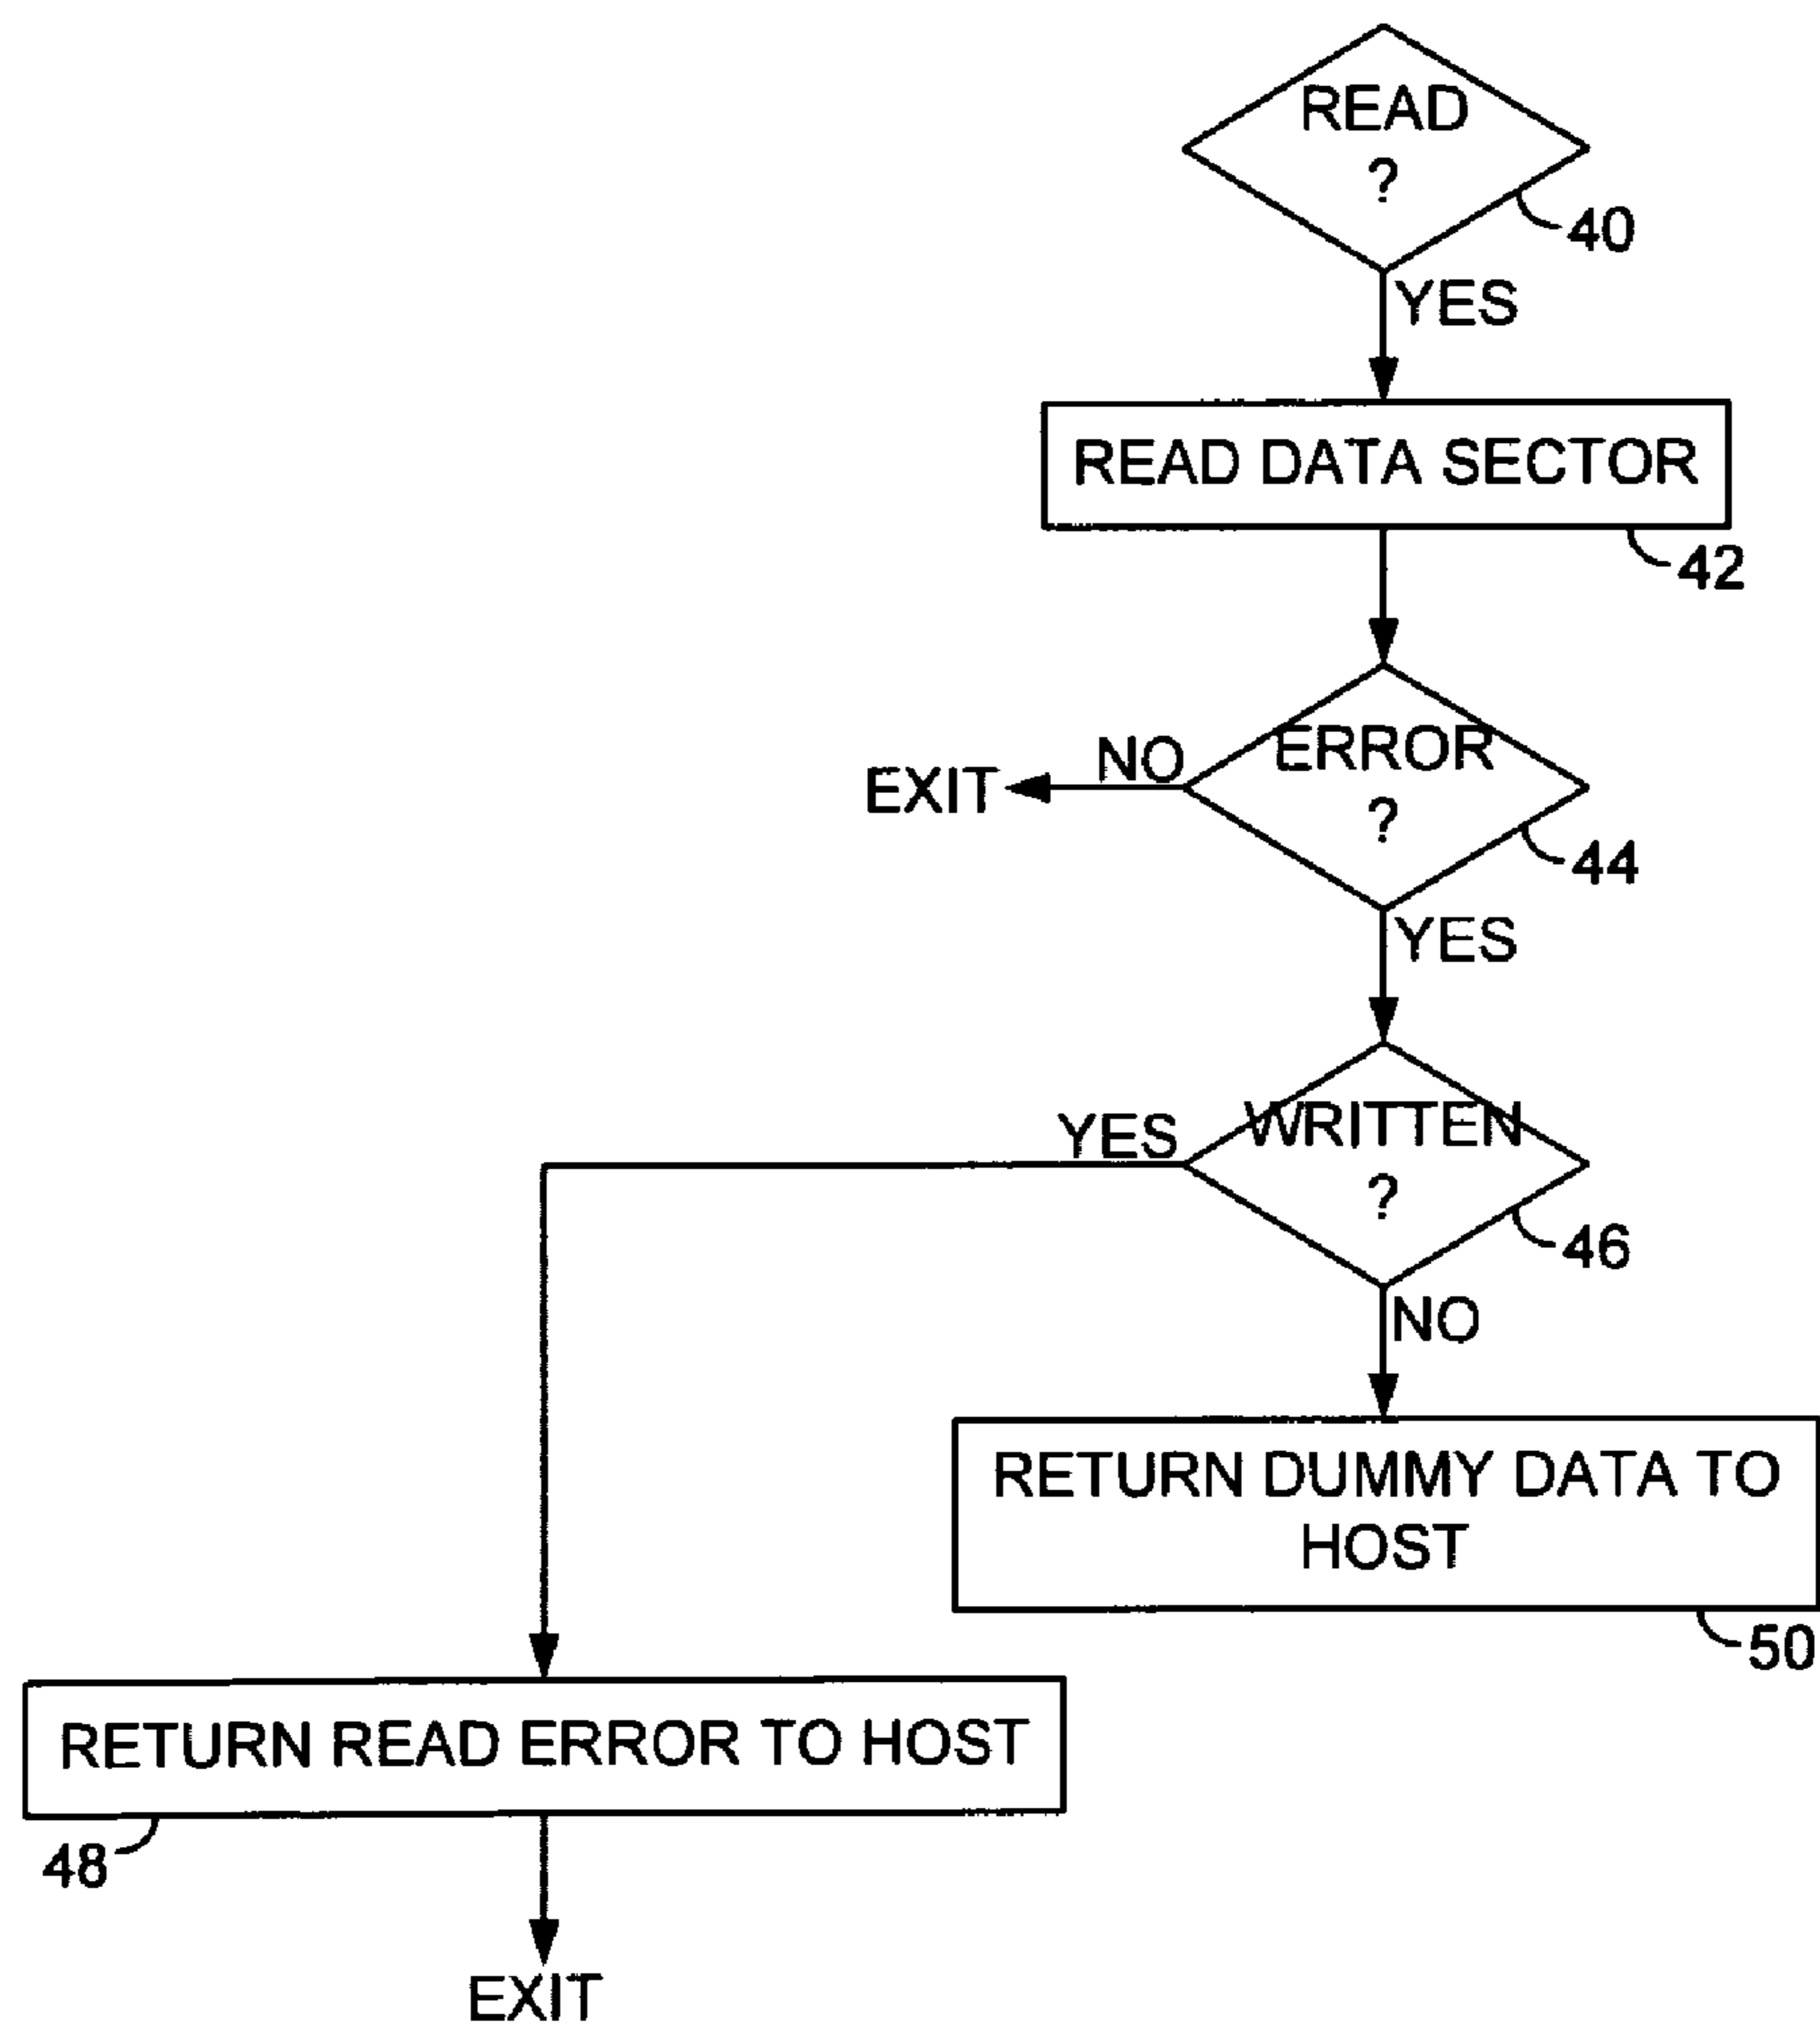 READ
?
40
YES
READ DATA SECTOR
42
ERROR
?
NO
EXIT
44
YES
WRITTEN
?
YES
46
NO
RETURN DUMMY DATA TO
HOST
50
RETURN READ ERROR TO HOST
48
EXIT